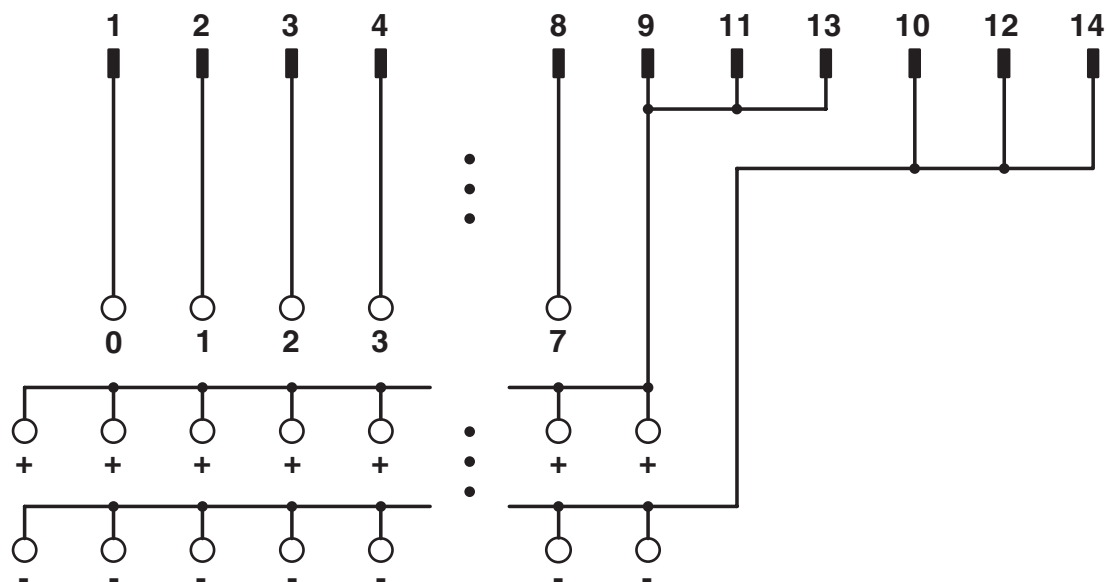 1 2 3 4 8 9 11 13 10 12 14
0 1 2 3 7
+ + + + + + +
- - - - - - -